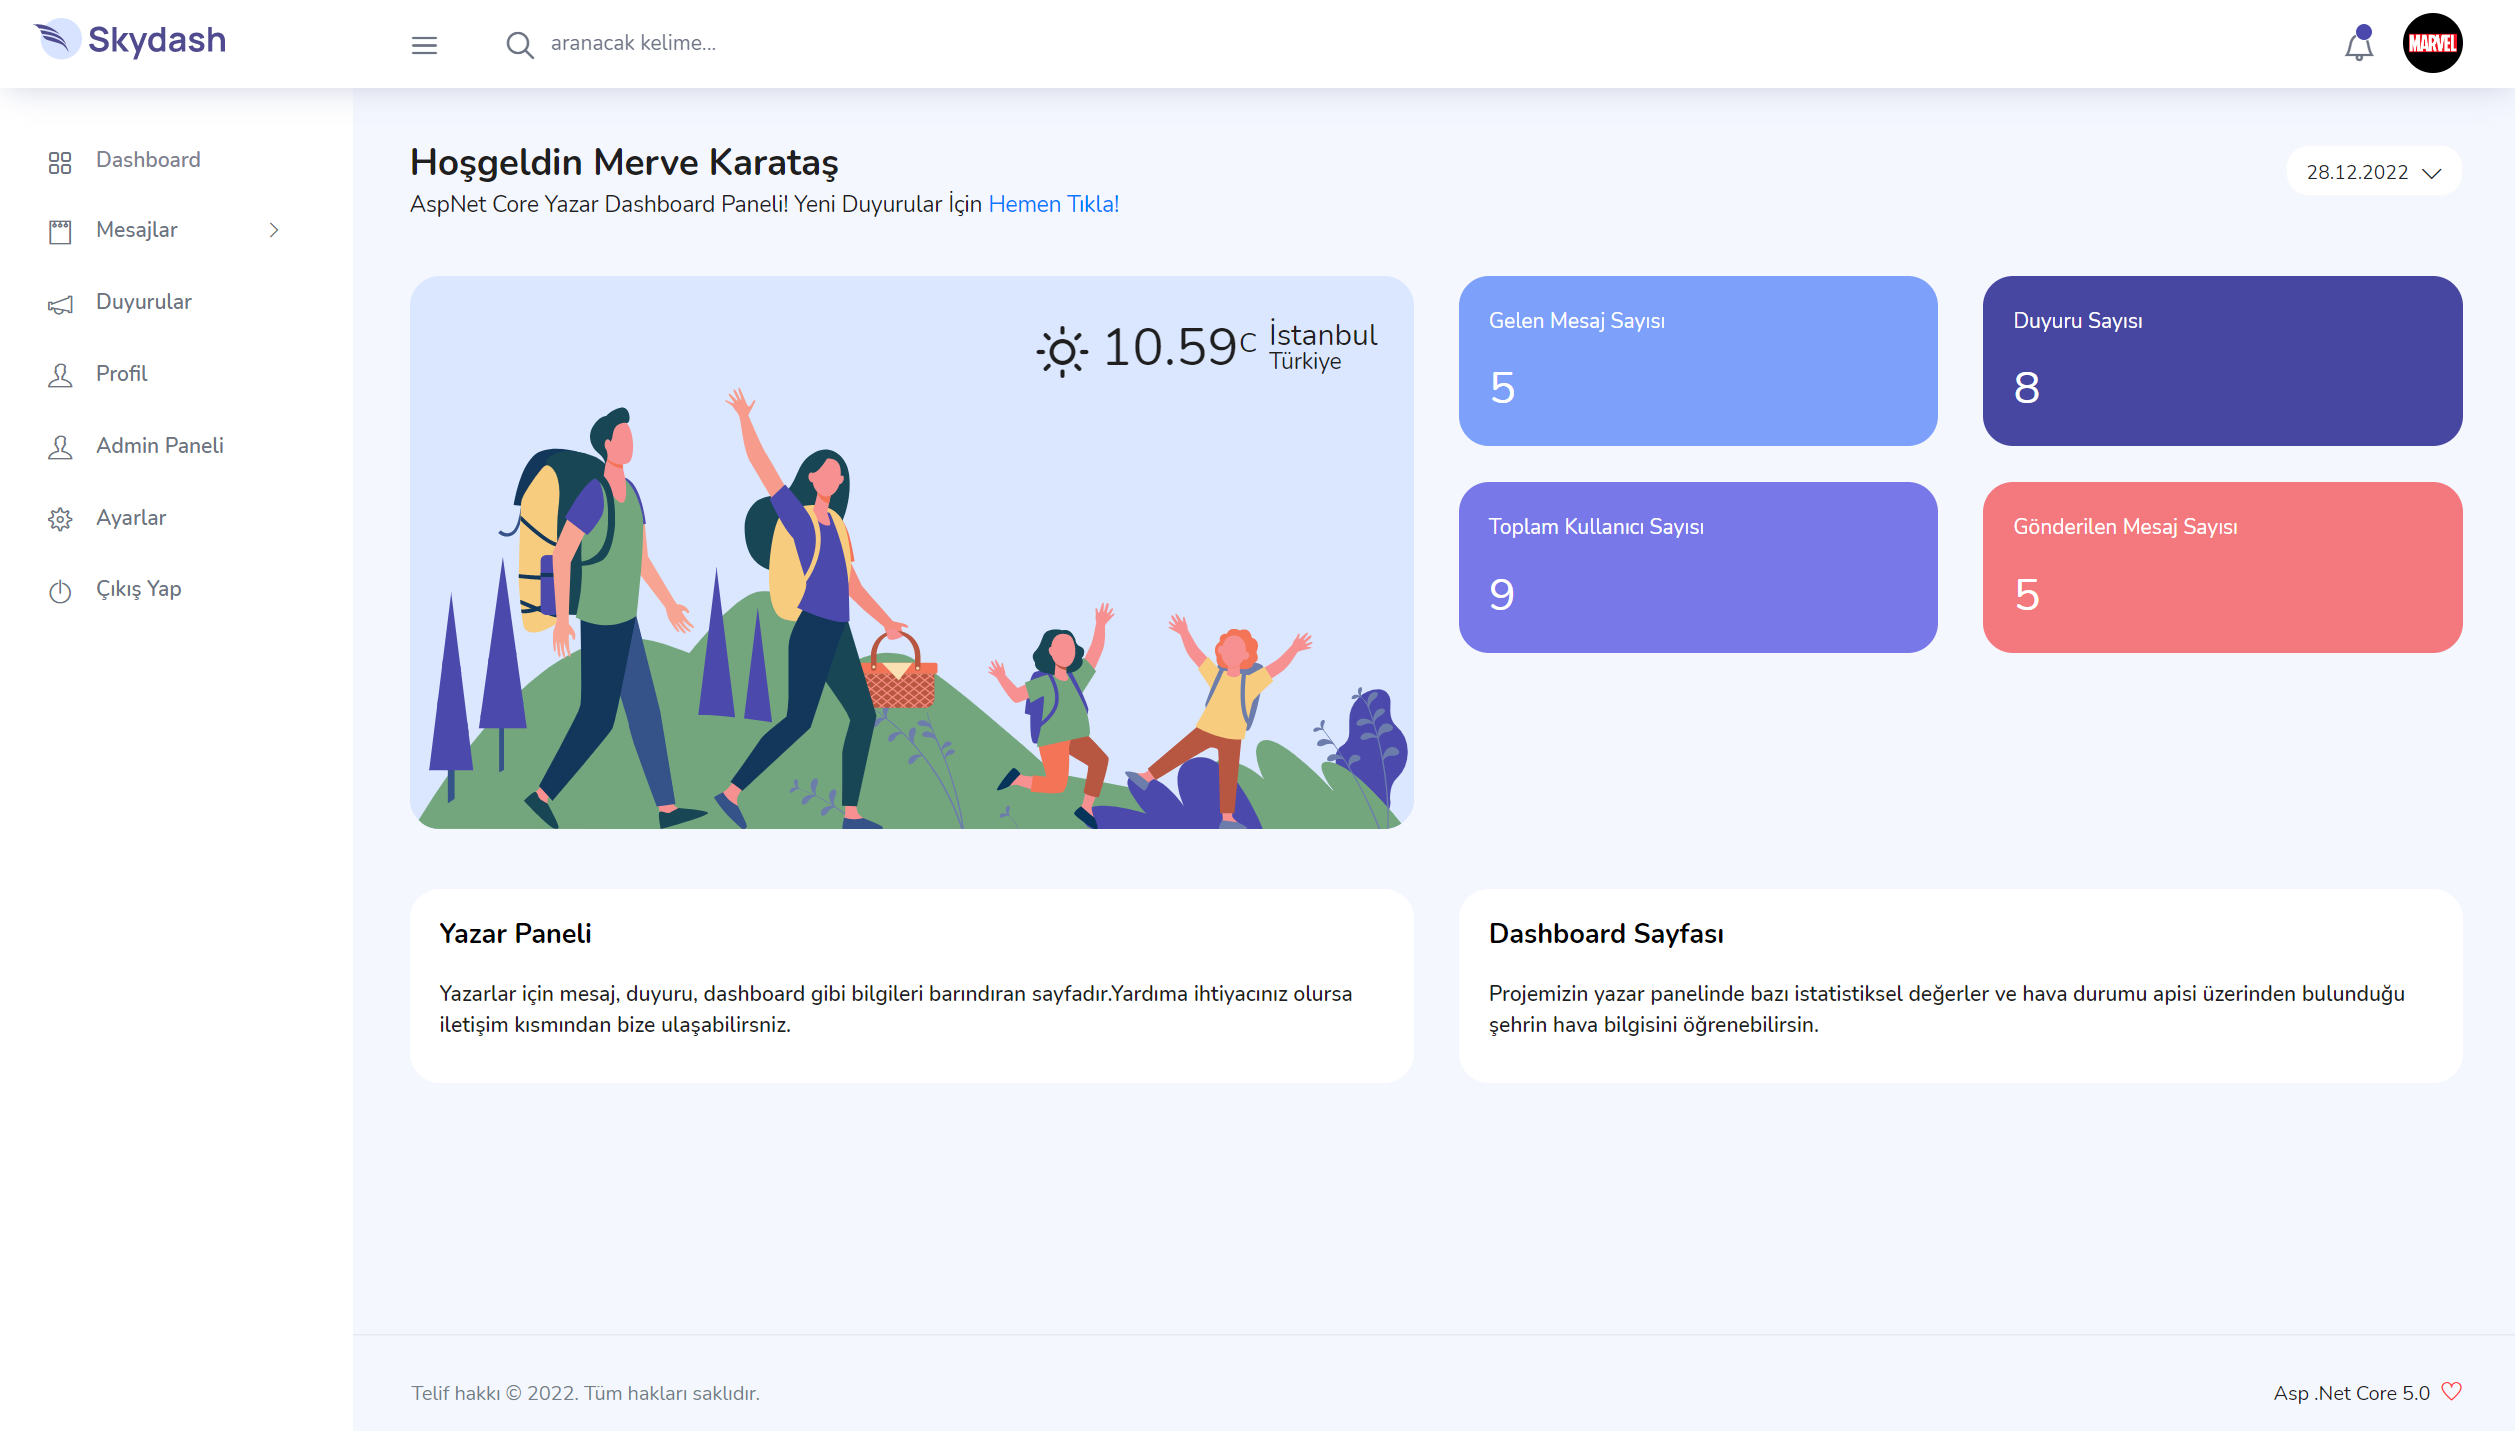 Skydash
aranacak kelime...
MARVEL
Dashboard
Mesajlar
Duyurular
Profil
Admin Paneli
Ayarlar
Çıkış Yap
Hoşgeldin Merve Karataş
AspNet Core Yazar Dashboard Paneli! Yeni Duyurular İçin Hemen Tıkla!
28.12.2022
10.59C İstanbul
Türkiye
Gelen Mesaj Sayısı
5
Duyuru Sayısı
8
Toplam Kullanıcı Sayısı
9
Gönderilen Mesaj Sayısı
5
Yazar Paneli
Yazarlar için mesaj, duyuru, dashboard gibi bilgileri barındıran sayfadır.Yardıma ihtiyacınız olursa
iletişim kısmından bize ulaşabilirsniz.
Dashboard Sayfası
Projemizin yazar panelinde bazı istatistiksel değerler ve hava durumu apisi üzerinden bulunduğu
şehrin hava bilgisini öğrenebilirsin.
Telif hakkı © 2022. Tüm hakları saklıdır.
Asp .Net Core 5.0